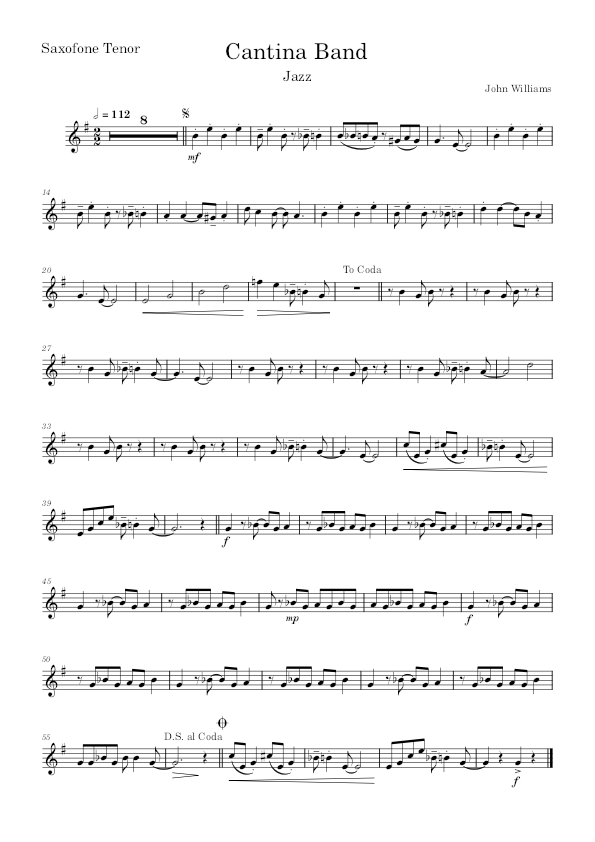 Saxofone Tenor
Cantina Band
Jazz
John Williams
= 112
8
2
2
mf
14
20
To Coda
27
33
39
f
45
mp
f
50
55
D.S. al Coda
f